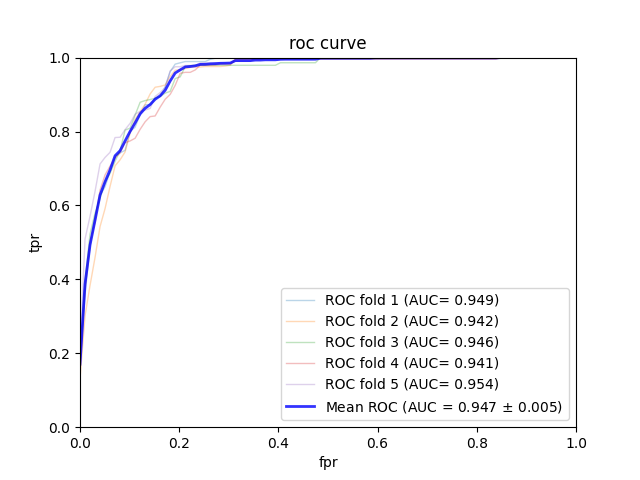 roc curve
tpr
1.0
0.8
0.6
0.4
0.2
0.0
ROC fold 1 (AUC= 0.949)
ROC fold 2 (AUC= 0.942)
ROC fold 3 (AUC= 0.946)
ROC fold 4 (AUC= 0.941)
ROC fold 5 (AUC= 0.954)
Mean ROC (AUC = 0.947 ± 0.005)
0.0 0.2 0.4 0.6 0.8 1.0
fpr